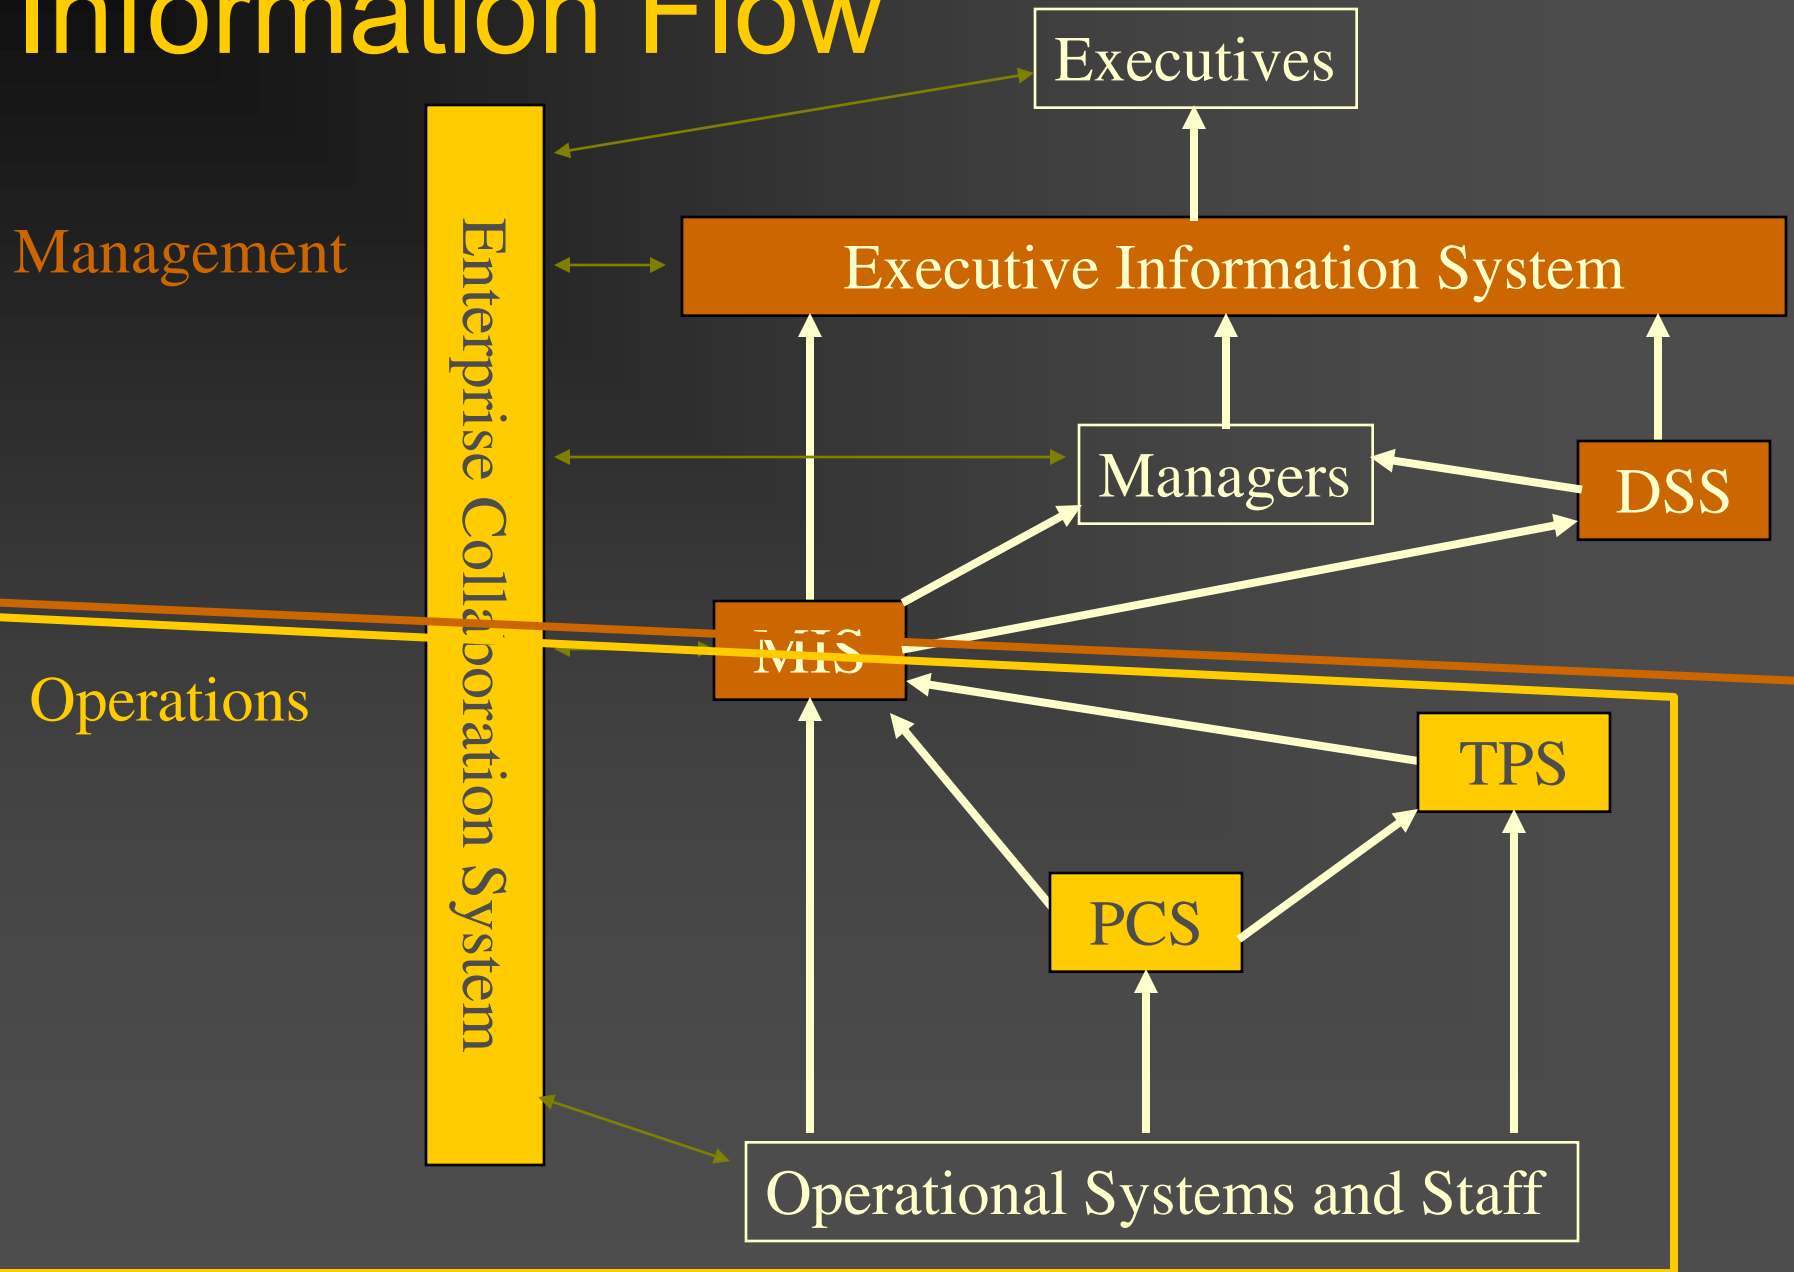 Information Flow
Executives
Management
Executive Information System
Enterprise Collaboration System
Managers
DSS
MIS
Operations
TPS
PCS
Operational Systems and Staff